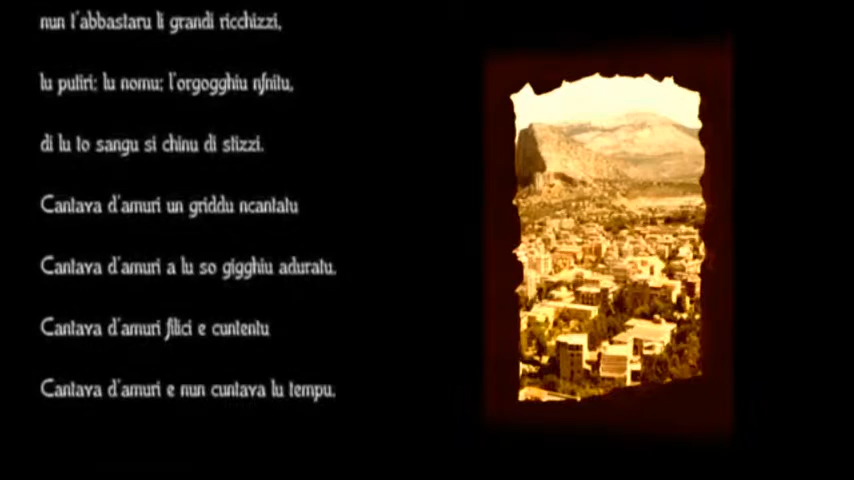 nun t'abbastaru li grandi ricchizzi,
lu putiri; lu nomu; l'orgogghiu nfnitu,
di lu to sangu si chinu di stizzi.
Cantava d'amuri un griddu ncantatu
Cantava d'amuri a lu so gigghiu aduratu.
Cantava d'amuri filici e cuntentu
Cantava d'amuri e nun cuntava lu tempu.